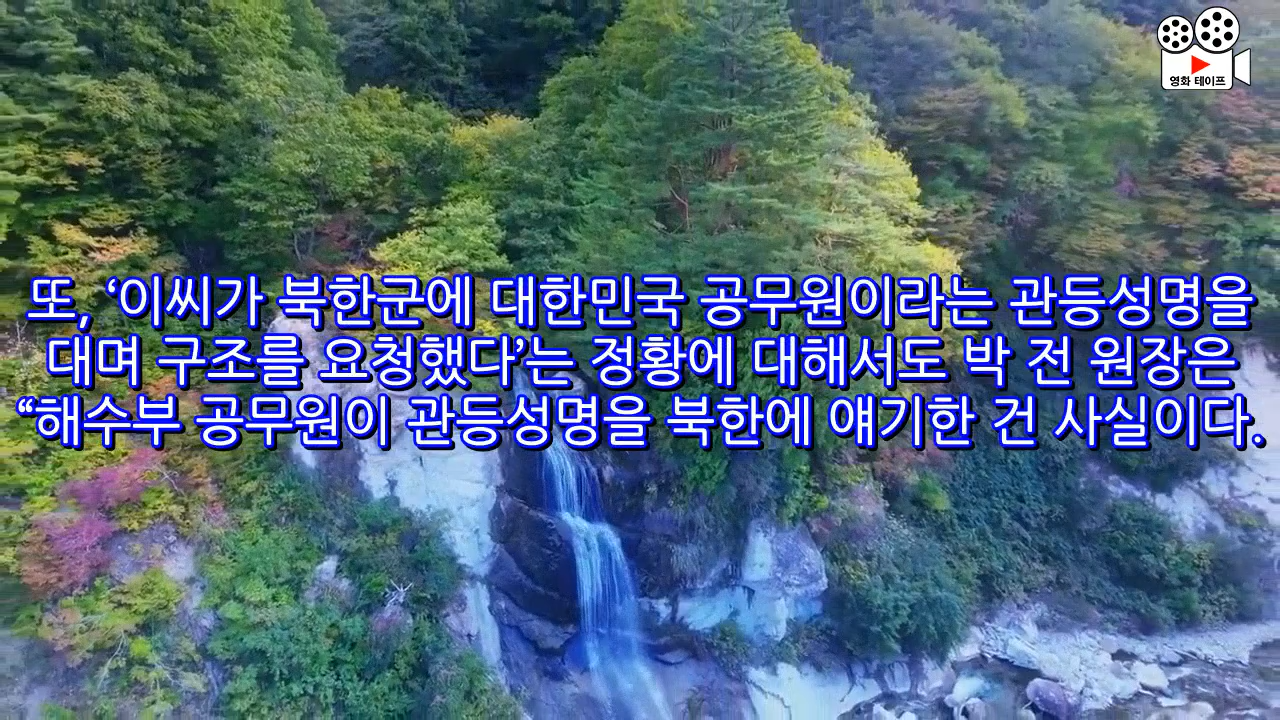 영화 테이프
또, ‘이씨가 북한군에 대한민국 공무원이라는 관등성명을
대며 구조를 요청했다’는 정황에 대해서도 박 전 원장은
“해수부 공무원이 관등성명을 북한에 얘기한 건 사실이다.